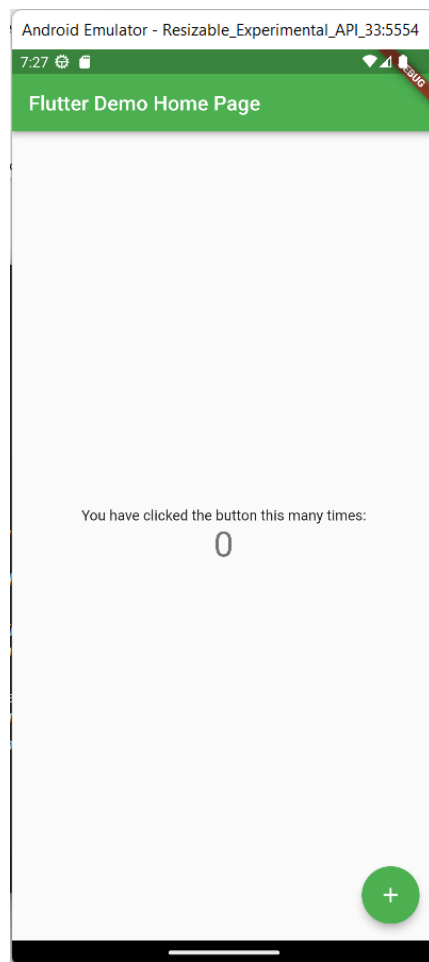 Android Emulator - Resizable_Experimental_API_33:5554
7:27
DEBUG
Flutter Demo Home Page
You have clicked the button this many times:
0
+